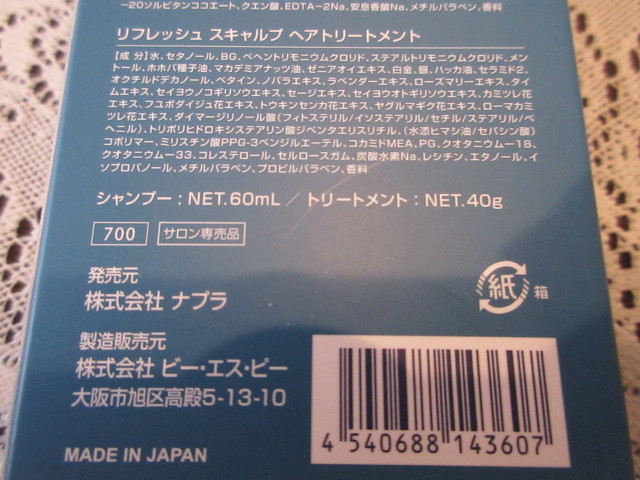 -20ソルビタンココエート、クエン酸、EDTA-2Na、安息香酸Na、メチルパラベン、香料
リフレッシュ スキャルプ ヘアトリートメント
【成分】水、セタノール、BG、ベヘントリモニウムクロリド、ステアルトリモニウムクロリド、メン
トール、ホホバ種子油、マカデミアナッツ油、ゼニアオイエキス、白金、銀、ハッカ油、セラミド2、
オクチルドデカノール、ベタイン、ノバラエキス、ラベンダーエキス、ローズマリーエキス、タイ
ムエキス、セイヨウノコギリソウエキス、セージエキス、セイヨウオトギリソウエキス、カミツレ花
エキス、フユボダイジュ花エキス、トウキンセンカ花エキス、ヤグルマギク花エキス、ローマカミ
ツレ花エキス、ダイマージリノール酸(フィトステリル/イソステアリル/セチル/ステアリル/ベ
ヘニル)、トリポリヒドロキシステアリン酸ジペンタエリスリチル、(水添ヒマシ油/セバシン酸)
コポリマー、ミリスチン酸PPG-3ベンジルエーテル、コカミドMEA、PG、クオタニウム-18、
クオタニウム-33、コレステロール、セルロースガム、炭酸水素Na、レシチン、エタノール、イ
ソプロパノール、メチルパラベン、プロピルパラベン、香料
シャンプー：NET.60mL / トリートメント：NET.40g
700 サロン専売品
発売元
株式会社 ナプラ
紙 箱
製造販売元
株式会社 ビー・エス・ピー
大阪市旭区高殿5-13-10
4 540688 143607
MADE IN JAPAN